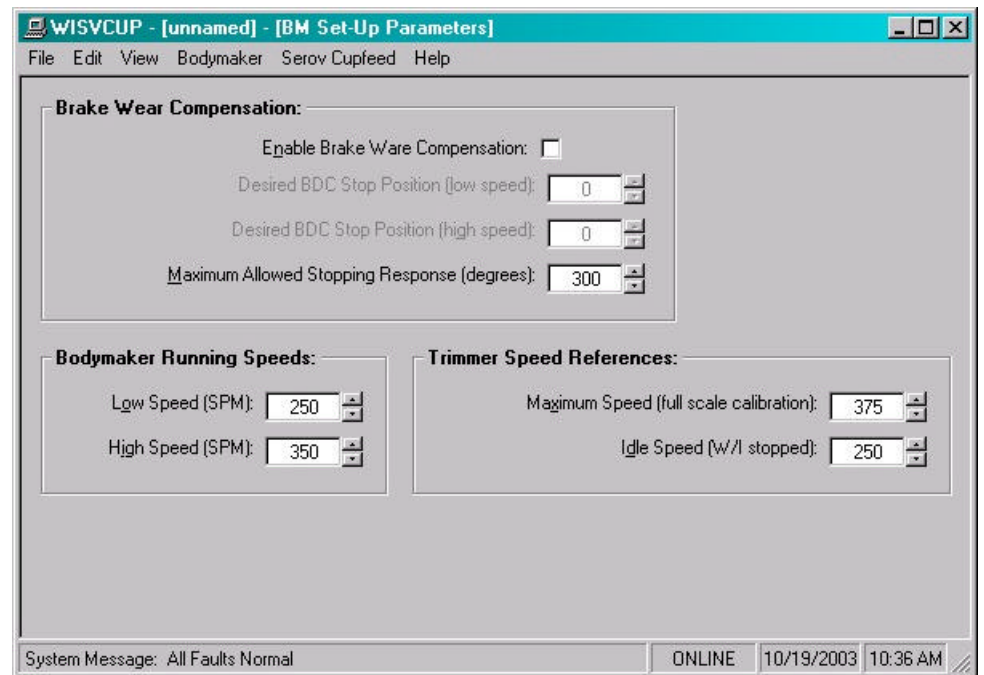 WISVCUP - [unnamed] - [BM Set-Up Parameters]
File Edit View Bodymaker Serov Cupfeed Help
Brake Wear Compensation:
Enable Brake Ware Compensation:
Desired BDC Stop Position (low speed): 0
Desired BDC Stop Position (high speed): 0
Maximum Allowed Stopping Response (degrees): 300
Bodymaker Running Speeds:
Low Speed (SPM): 250
High Speed (SPM): 350
Trimmer Speed References:
Maximum Speed (full scale calibration): 375
Idle Speed (W/I stopped): 250
System Message: All Faults Normal ONLINE 10/19/2003 10:36 AM